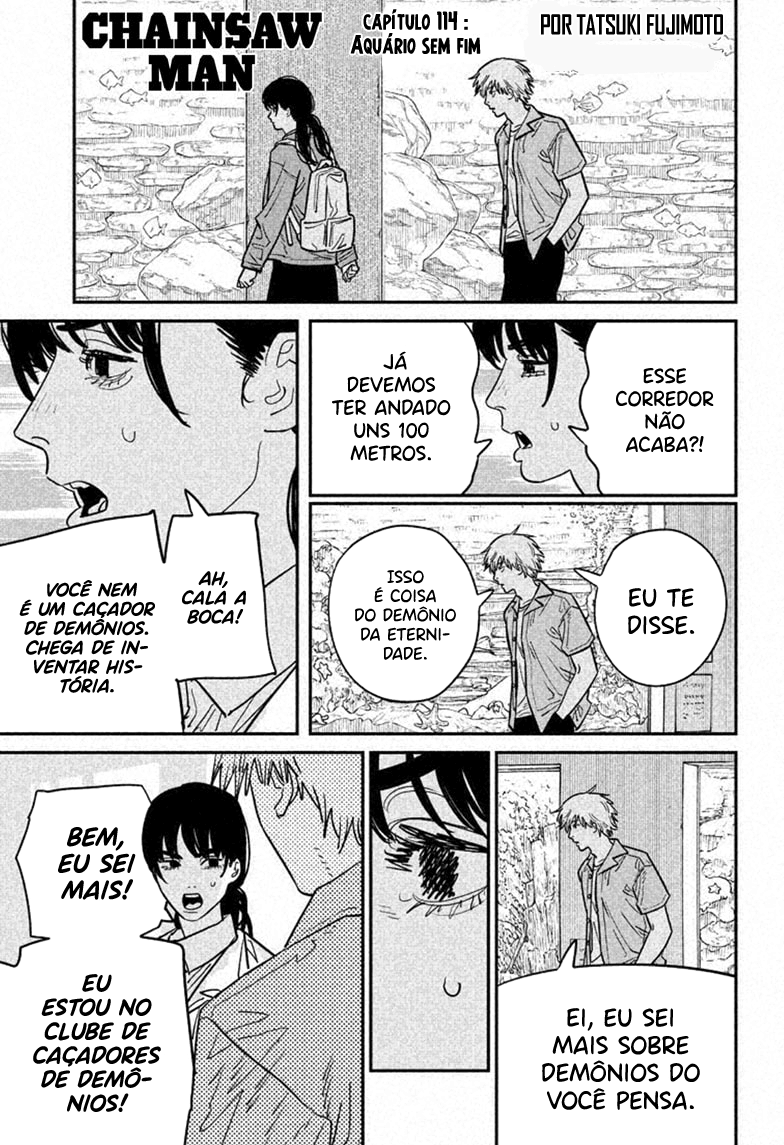 CHAINSAW
MAN
CAPÍTULO 114 :
AQUÁRIO SEM FIM
POR TATSUKI FUJIMOTO
ESSE
CORREDOR
NÃO
ACABA?!
JÁ
DEVEMOS
TER ANDADO
UNS 100
METROS.
EU TE
DISSE.
ISSO
É COISA
DO DEMÔNIO
DA ETERNI-
DADE.
AH,
CALA A
BOCA!
VOCÊ NEM
É UM CAÇADOR
DE DEMÔNIOS.
CHEGA DE IN-
VENTAR HIS-
TÓRIA.
EI, EU SEI
MAIS SOBRE
DEMÔNIOS DO
VOCÊ PENSA.
BEM,
EU SEI
MAIS!
EU
ESTOU NO
CLUBE DE
CAÇADORES
DE DEMÔ-
NIOS!